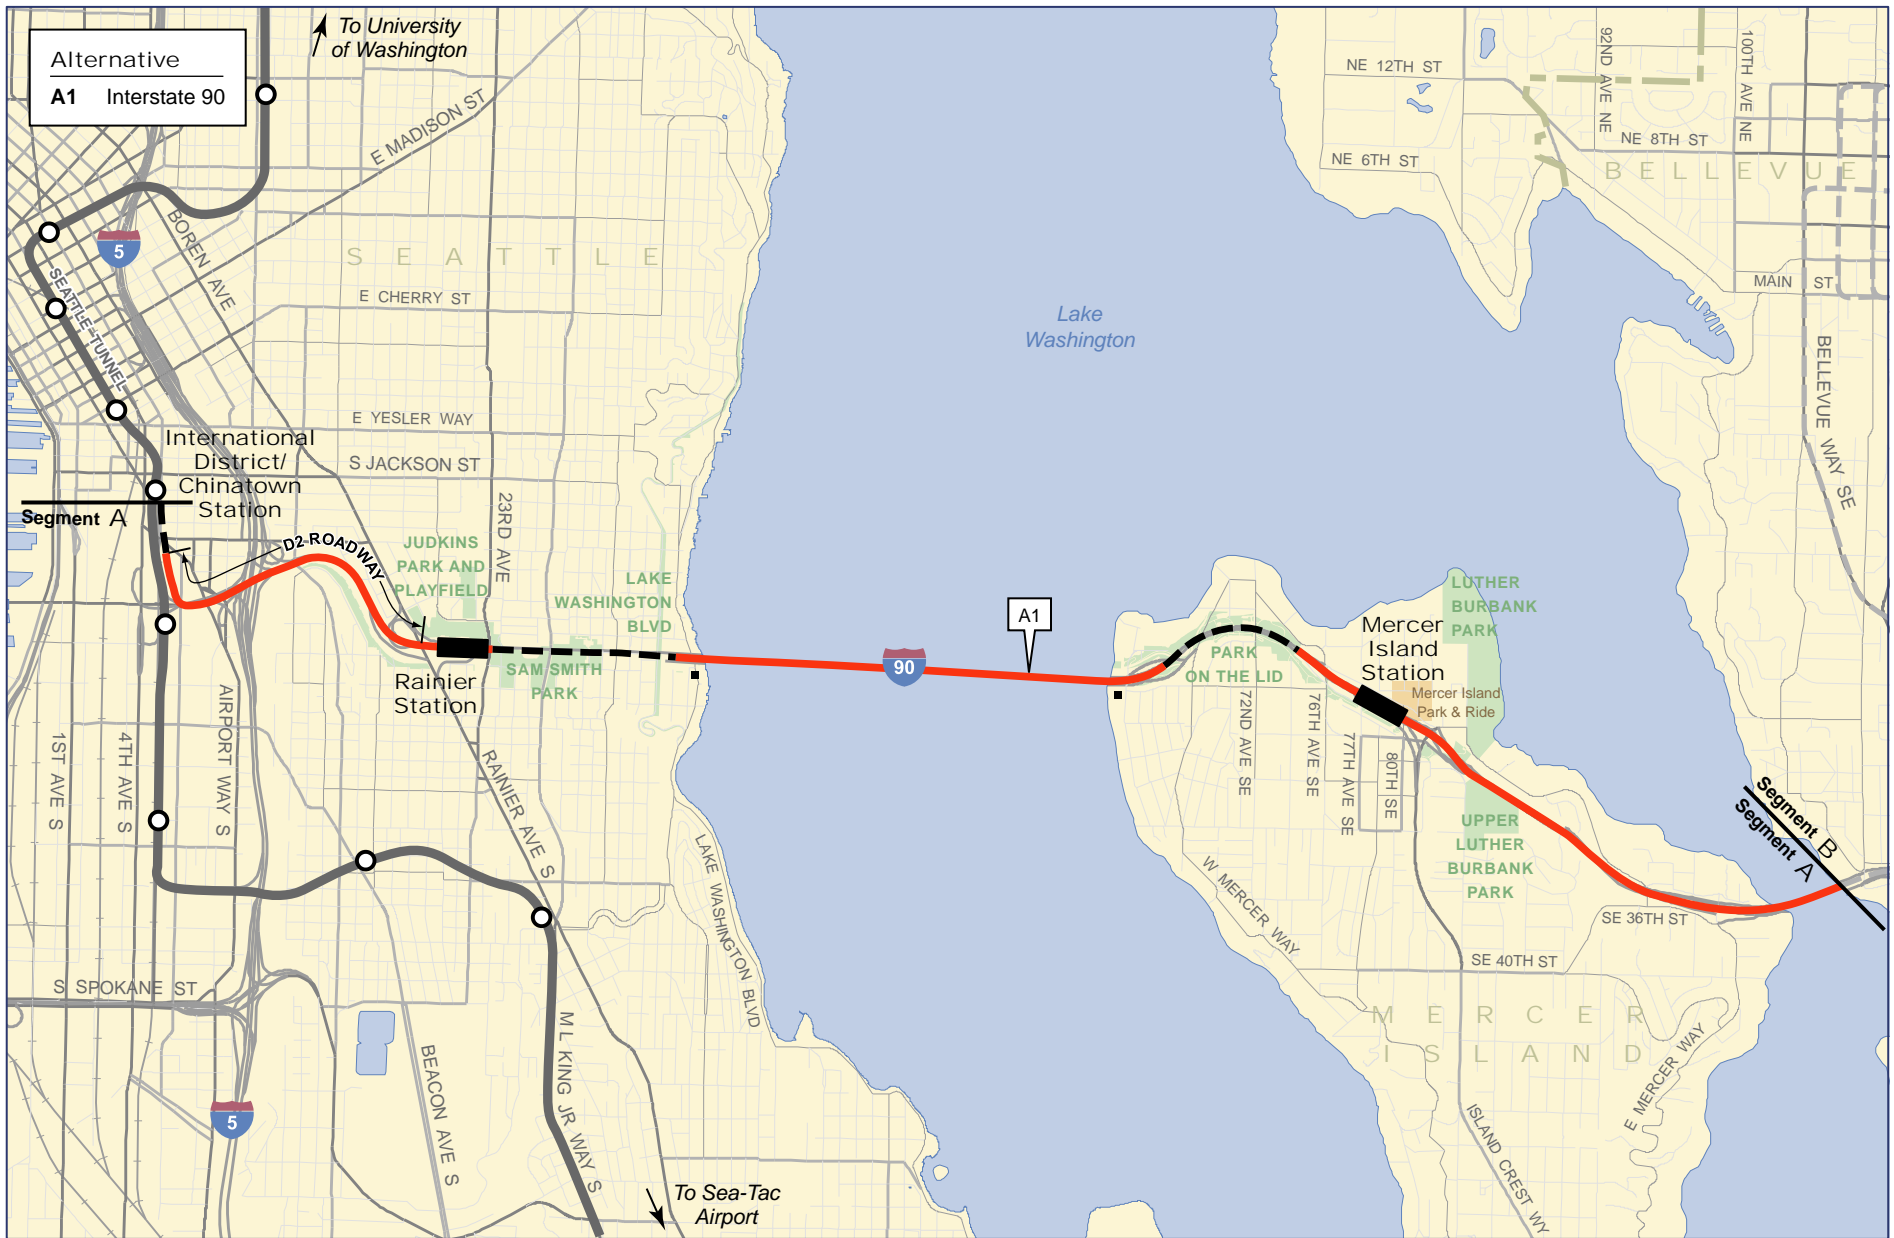 Alternative
A1 Interstate 90
To University
of Washington
E MADISON ST
BOREN AVE
5
SEATTLE
E CHERRY ST
SEATTLE TUNNEL
E YESLER WAY
S JACKSON ST
International
District/
Chinatown
Station
Segment A
D2 ROADWAY
JUDKINS
PARK AND
PLAYFIELD
23RD AVE
LAKE
WASHINGTON
BLVD
SAM SMITH
PARK
Rainier
Station
1ST AVE S
4TH AVE S
AIRPORT WAY S
RAINIER AVE S
LAKE WASHINGTON BLVD
S SPOKANE ST
5
BEACON AVE S
M L KING JR WAY S
To Sea-Tac
Airport
Lake
Washington
90
A1
NE 12TH ST
NE 6TH ST
92ND AVE NE
100TH AVE NE
NE 8TH ST
BELLEVUE
MAIN ST
BELLEVUE WAY SE
LUTHER
BURBANK
PARK
Mercer
Island
Station
PARK
ON THE LID
Mercer Island
Park & Ride
72ND AVE SE
76TH AVE SE
77TH AVE SE
80TH SE
UPPER
LUTHER
BURBANK
PARK
Segment B
Segment A
W MERCER WAY
SE 36TH ST
SE 40TH ST
MERCER
ISLAND
E MERCER WAY
ISLAND CREST WY